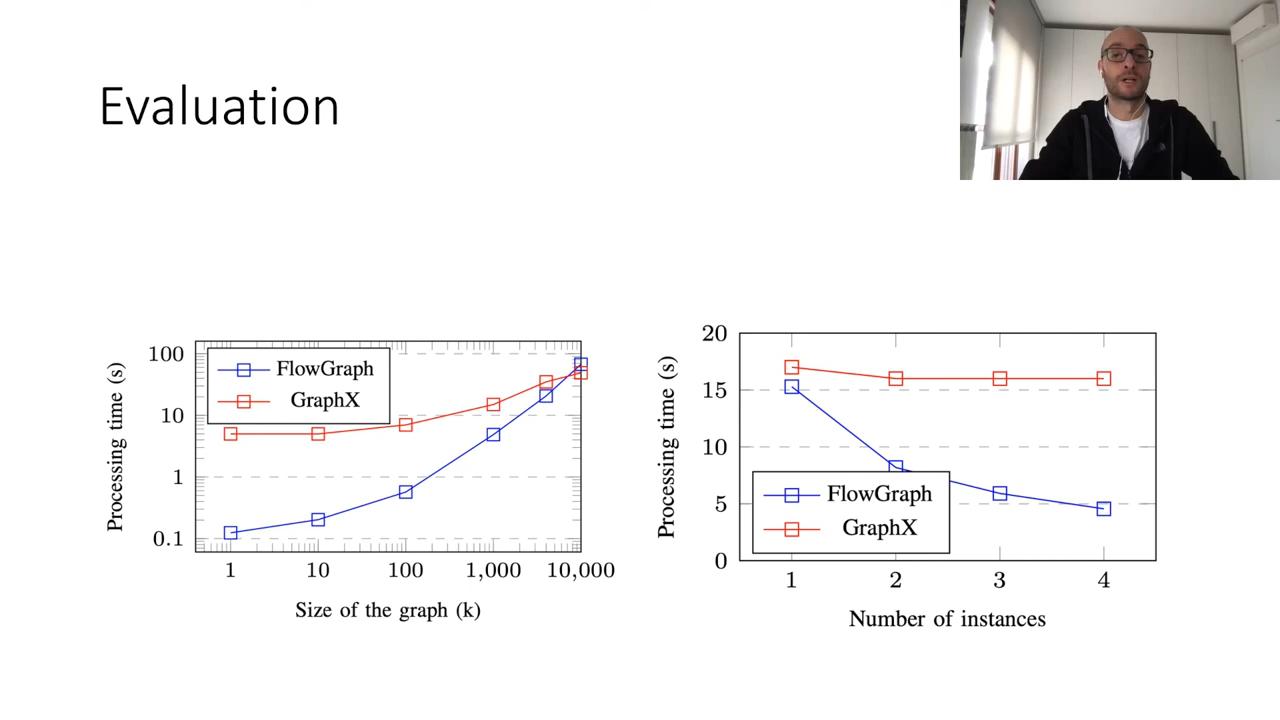 Evaluation
Processing time (s)
100
10
1
0.1
FlowGraph
GraphX
1 10 100 1,000 10,000
Size of the graph (k)
Processing time (s)
20
15
10
5
0
FlowGraph
GraphX
1 2 3 4
Number of instances